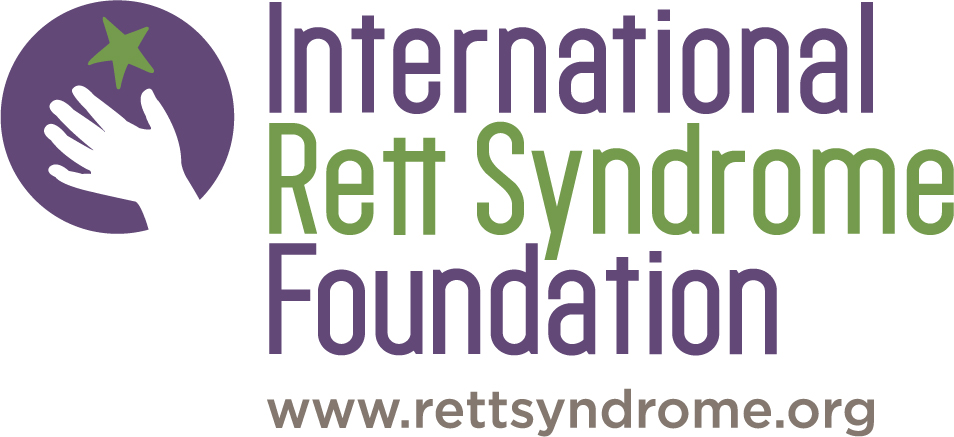 International
Rett Syndrome
Foundation
www.rettsyndrome.org